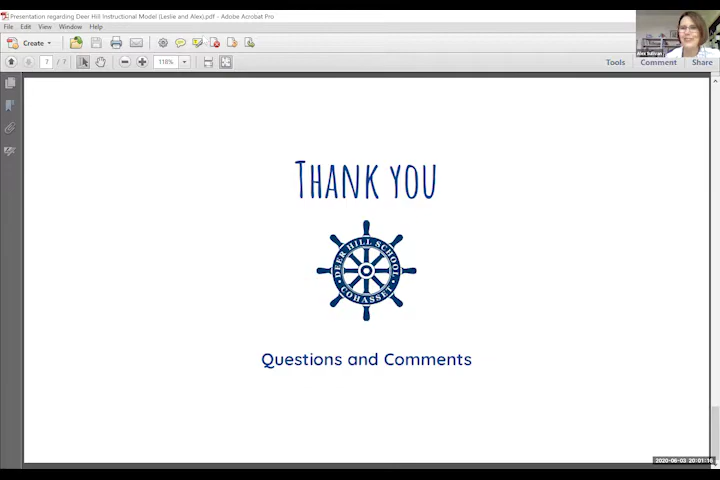 Presentation regarding Deer Hill Instructional Model (Leslie and Alex).pdf - Adobe Acrobat Pro
File Edit View Window Help
Create
7 / 7
118%
Tools Comment Share
THANK YOU
DEER HILL SCHOOL
COHASSET
Questions and Comments
2020-06-03 20:01:16